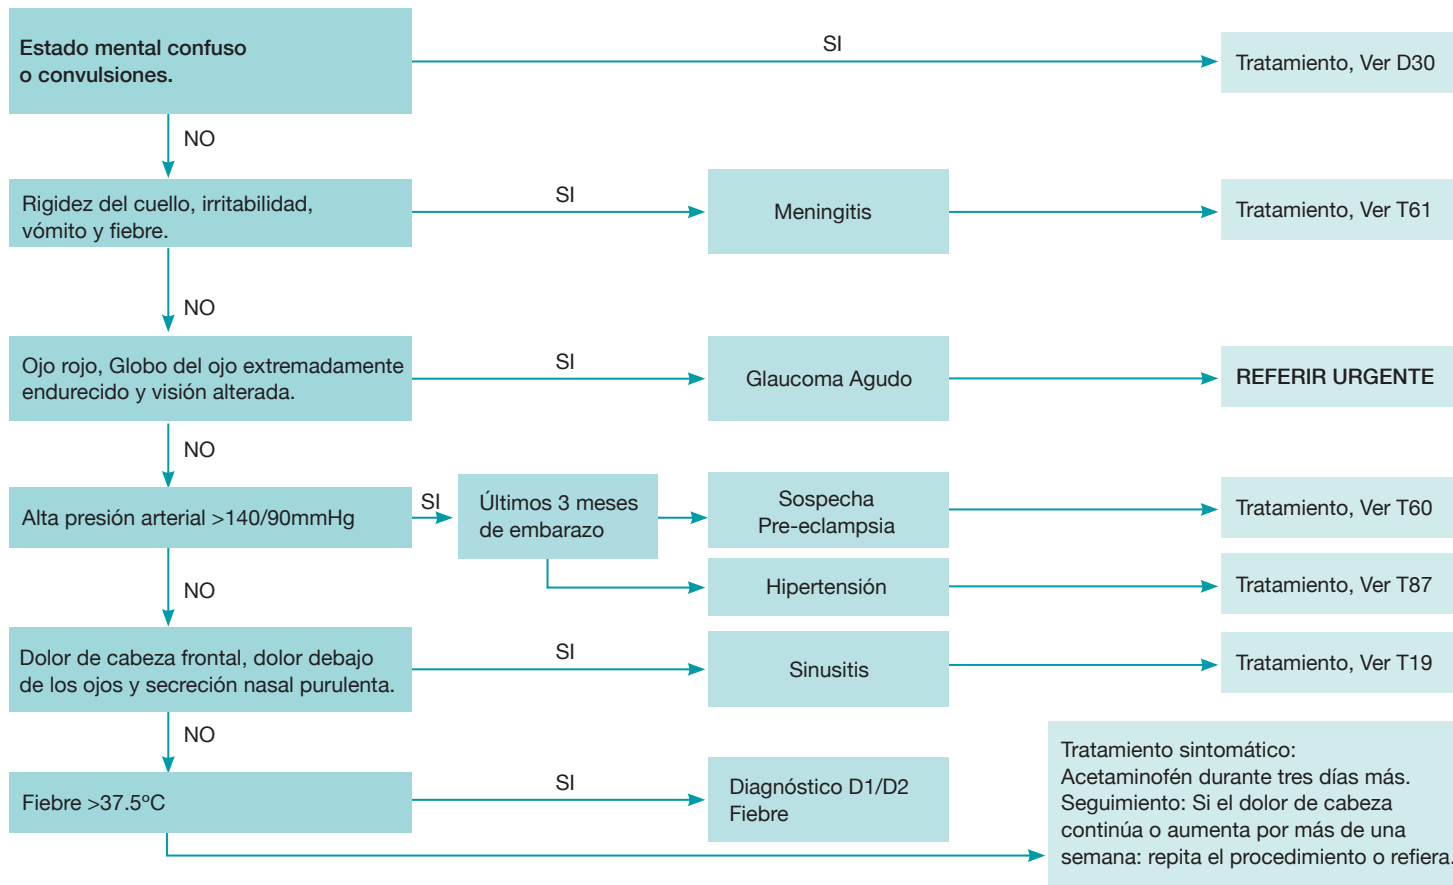 Estado mental confuso
o convulsiones.
SI
Tratamiento, Ver D30
NO
Rigidez del cuello, irritabilidad,
vómito y fiebre.
SI
Meningitis
Tratamiento, Ver T61
NO
Ojo rojo, Globo del ojo extremadamente
endurecido y visión alterada.
SI
Glaucoma Agudo
REFERIR URGENTE
NO
Alta presión arterial >140/90mmHg
SI
Últimos 3 meses
de embarazo
Sospecha
Pre-eclampsia
Tratamiento, Ver T60
Hipertensión
Tratamiento, Ver T87
NO
Dolor de cabeza frontal, dolor debajo
de los ojos y secreción nasal purulenta.
SI
Sinusitis
Tratamiento, Ver T19
NO
Fiebre >37.5ºC
SI
Diagnóstico D1/D2
Fiebre
Tratamiento sintomático:
Acetaminofén durante tres días más.
Seguimiento: Si el dolor de cabeza
continúa o aumenta por más de una
semana: repita el procedimiento o refiera.